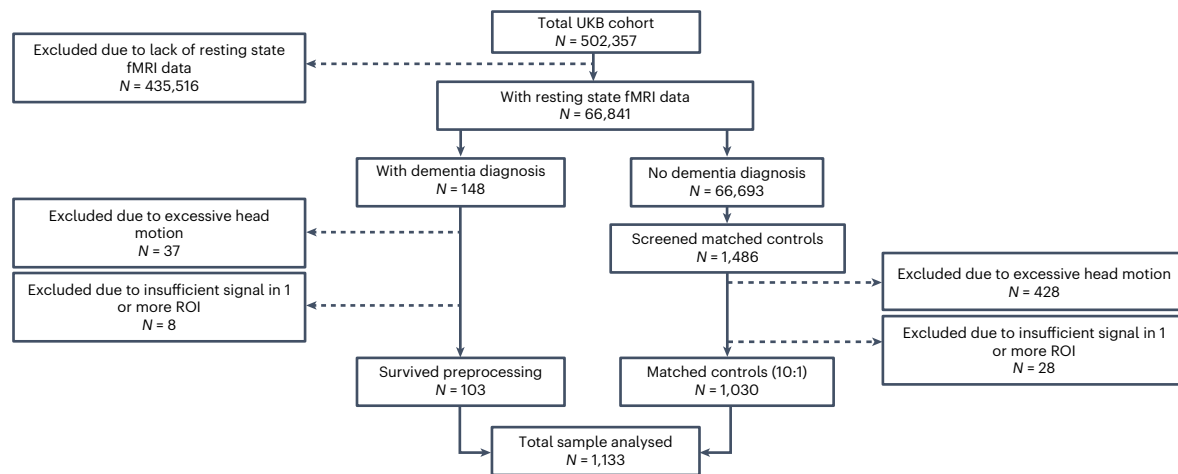 Total UKB cohort
N = 502,357
Excluded due to lack of resting state
fMRI data
N = 435,516
With resting state fMRI data
N = 66,841
With dementia diagnosis
N = 148
No dementia diagnosis
N = 66,693
Excluded due to excessive head
motion
N = 37
Screened matched controls
N = 1,486
Excluded due to excessive head motion
N = 428
Excluded due to insufficient signal in 1
or more ROI
N = 8
Excluded due to insufficient signal in 1
or more ROI
N = 28
Survived preprocessing
N = 103
Matched controls (10:1)
N = 1,030
Total sample analysed
N = 1,133